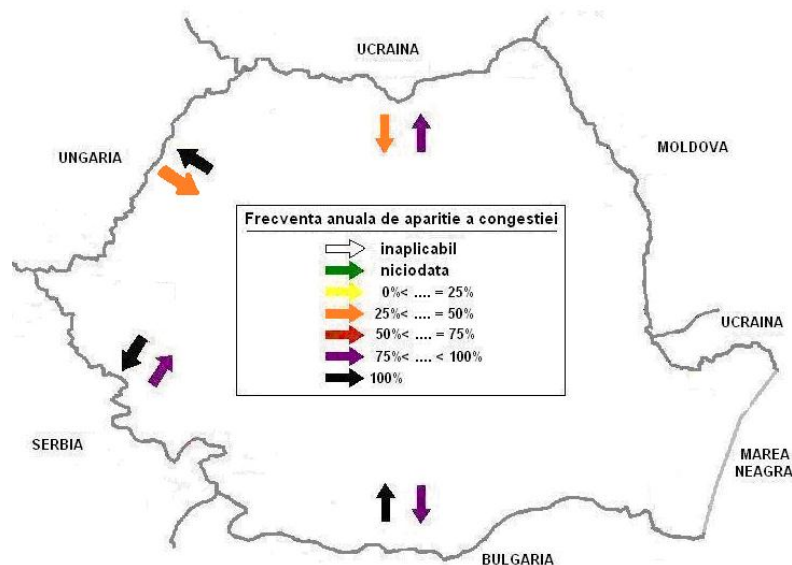 UCRAINA
UNGARIA
MOLDOVA
Frecventa anuala de aparitie a congestiei
inaplicabil
niciodata
0%< .... = 25%
25%< .... = 50%
50%< .... = 75%
75%< .... < 100%
100%
UCRAINA
SERBIA
MAREA
NEAGRA
BULGARIA